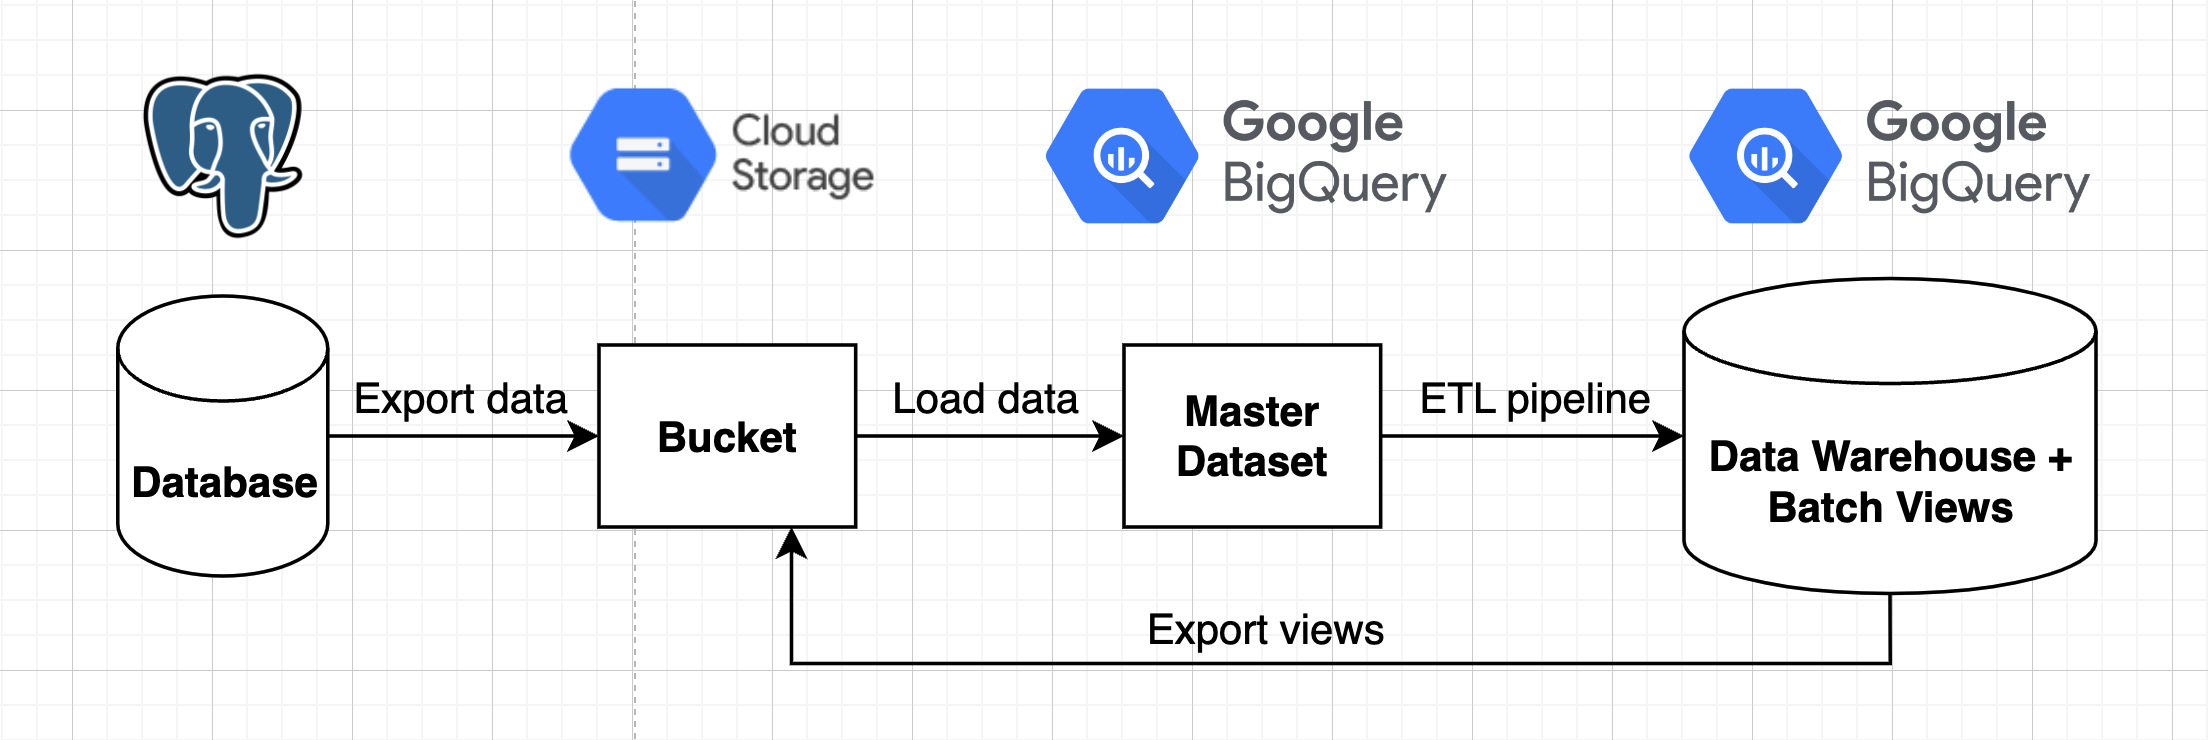 Cloud
Storage
Google
BigQuery
Google
BigQuery
Database
Export data
Bucket
Load data
Master
Dataset
ETL pipeline
Data Warehouse +
Batch Views
Export views